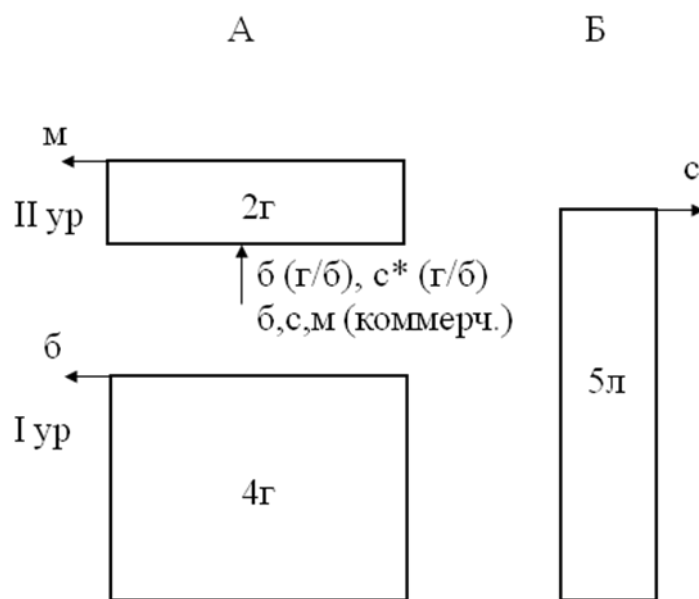 А
Б
м
с
II ур
2г
б (г/б), с* (г/б)
б,с,м (коммерч.)
б
5л
I ур
4г